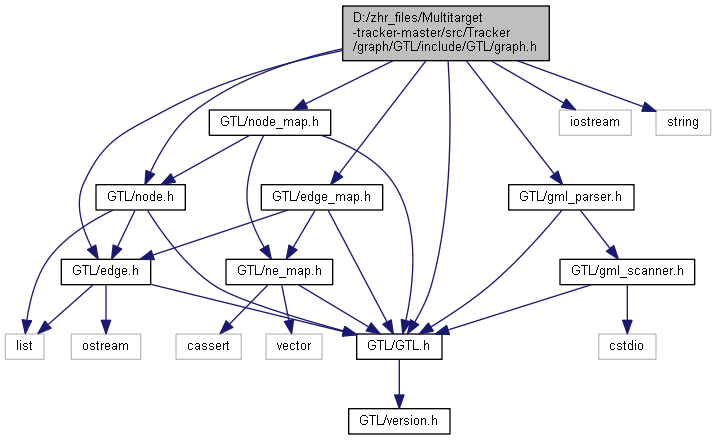 D:/zhr_files/Multitarget
-tracker-master/src/Tracker
/graph/GTL/include/GTL/graph.h
GTL/node_map.h
iostream
string
GTL/node.h
GTL/edge_map.h
GTL/gml_parser.h
GTL/edge.h
GTL/ne_map.h
GTL/gml_scanner.h
list
ostream
cassert
vector
GTL/GTL.h
cstdio
GTL/version.h